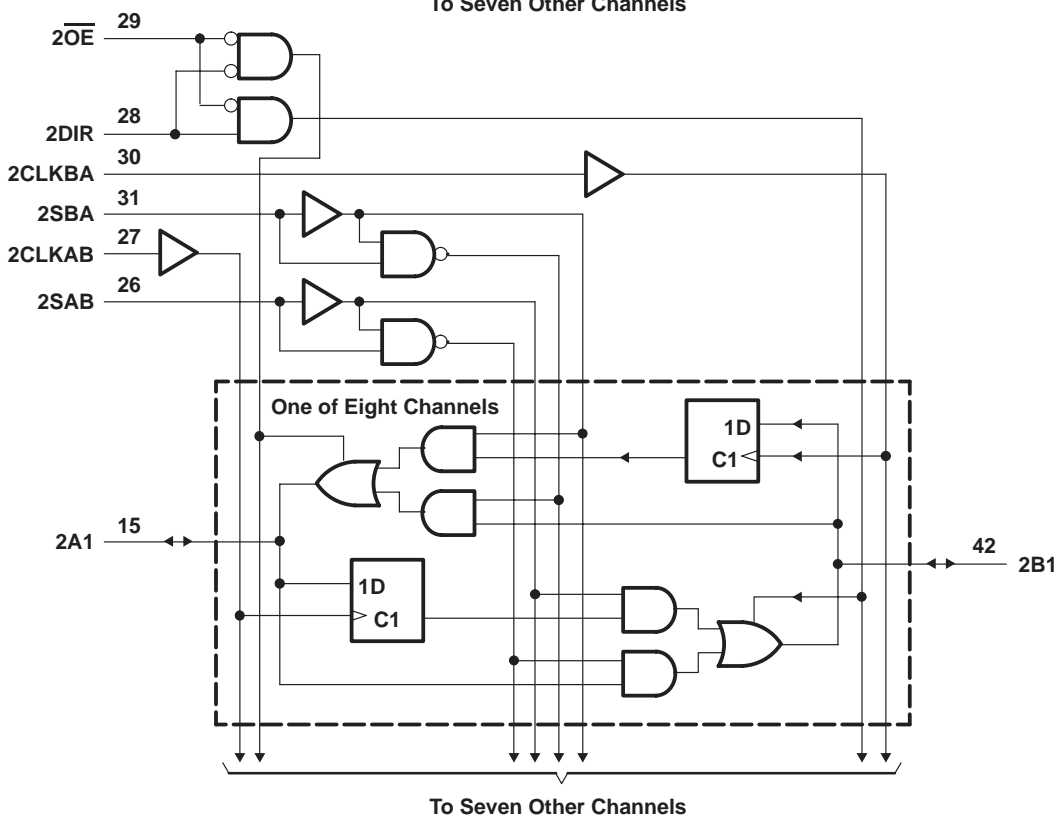 To Seven Other Channels
2O̅E̅ 29
2DIR 28
2CLKBA 30
2SBA 31
2CLKAB 27
2SAB 26
One of Eight Channels
1D
C1
2A1 15
42 2B1
1D
C1
To Seven Other Channels